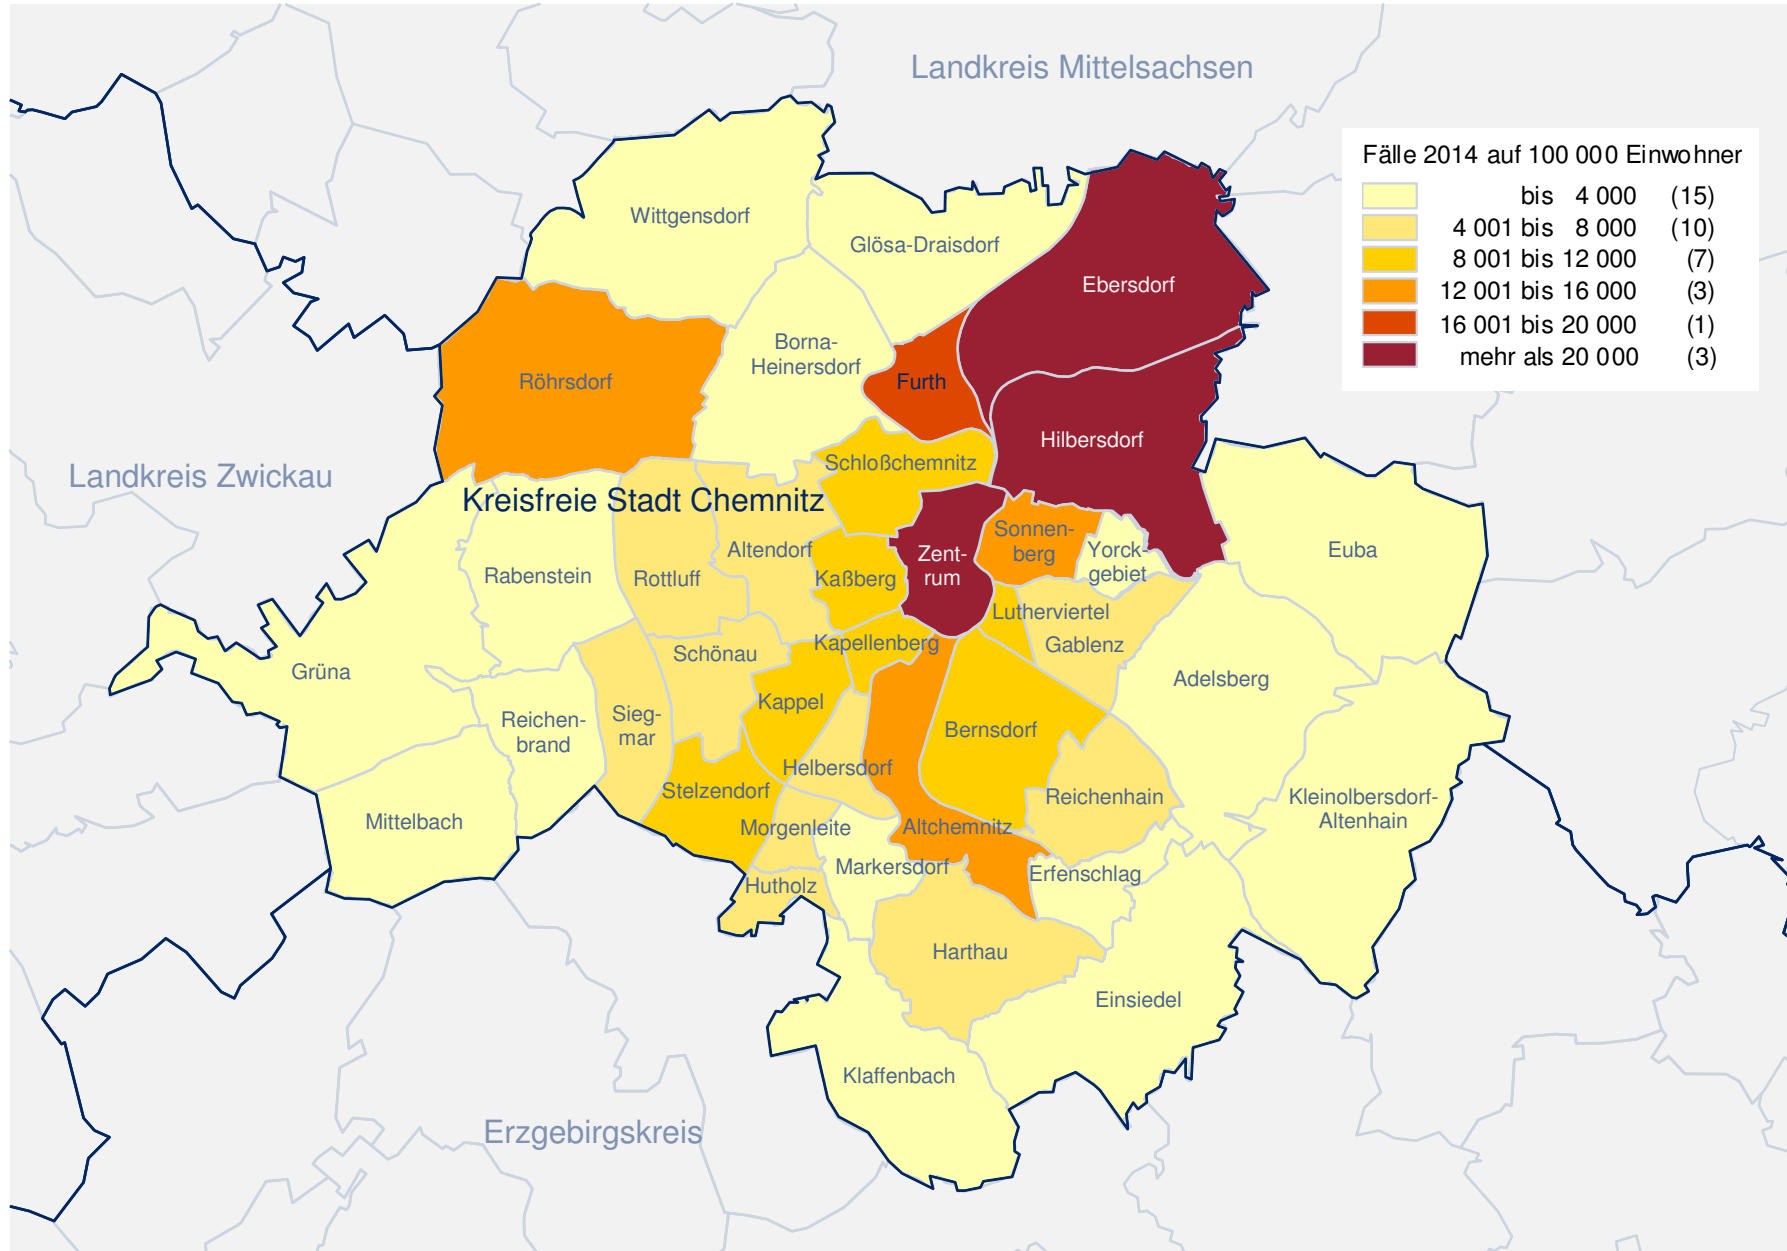 Landkreis Mittelsachsen
Fälle 2014 auf 100 000 Einwohner
bis 4 000 (15)
4 001 bis 8 000 (10)
8 001 bis 12 000 (7)
12 001 bis 16 000 (3)
16 001 bis 20 000 (1)
mehr als 20 000 (3)
Wittgensdorf
Glösa-Draisdorf
Ebersdorf
Borna-
Heinersdorf
Röhrsdorf
Furth
Hilbersdorf
Landkreis Zwickau
Schloßchemnitz
Kreisfreie Stadt Chemnitz
Sonnen-
berg
Altendorf
Zent-
rum
Yorck-
gebiet
Euba
Rabenstein
Rottluff
Kaßberg
Lutherviertel
Kapellenberg
Gablenz
Schönau
Grüna
Adelsberg
Kappel
Reichen-
brand
Sieg-
mar
Bernsdorf
Helbersdorf
Stelzendorf
Reichenhain
Kleinolbersdorf-
Altenhain
Mittelbach
Morgenleite
Altchemnitz
Markersdorf
Erfenschlag
Hutholz
Harthau
Einsiedel
Klaffenbach
Erzgebirgskreis